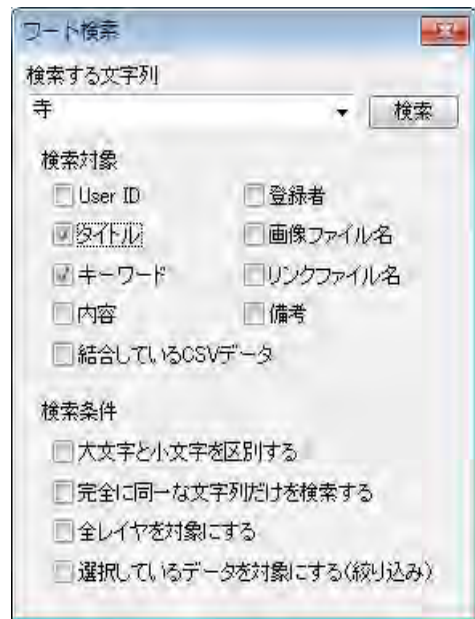 ワード検索
検索する文字列
寺
検索
検索対象
User ID
登録者
タイトル
画像ファイル名
キーワード
リンクファイル名
内容
備考
結合しているCSVデータ
検索条件
大文字と小文字を区別する
完全に同一な文字列だけを検索する
全レイヤを対象にする
選択しているデータを対象にする(絞り込み)